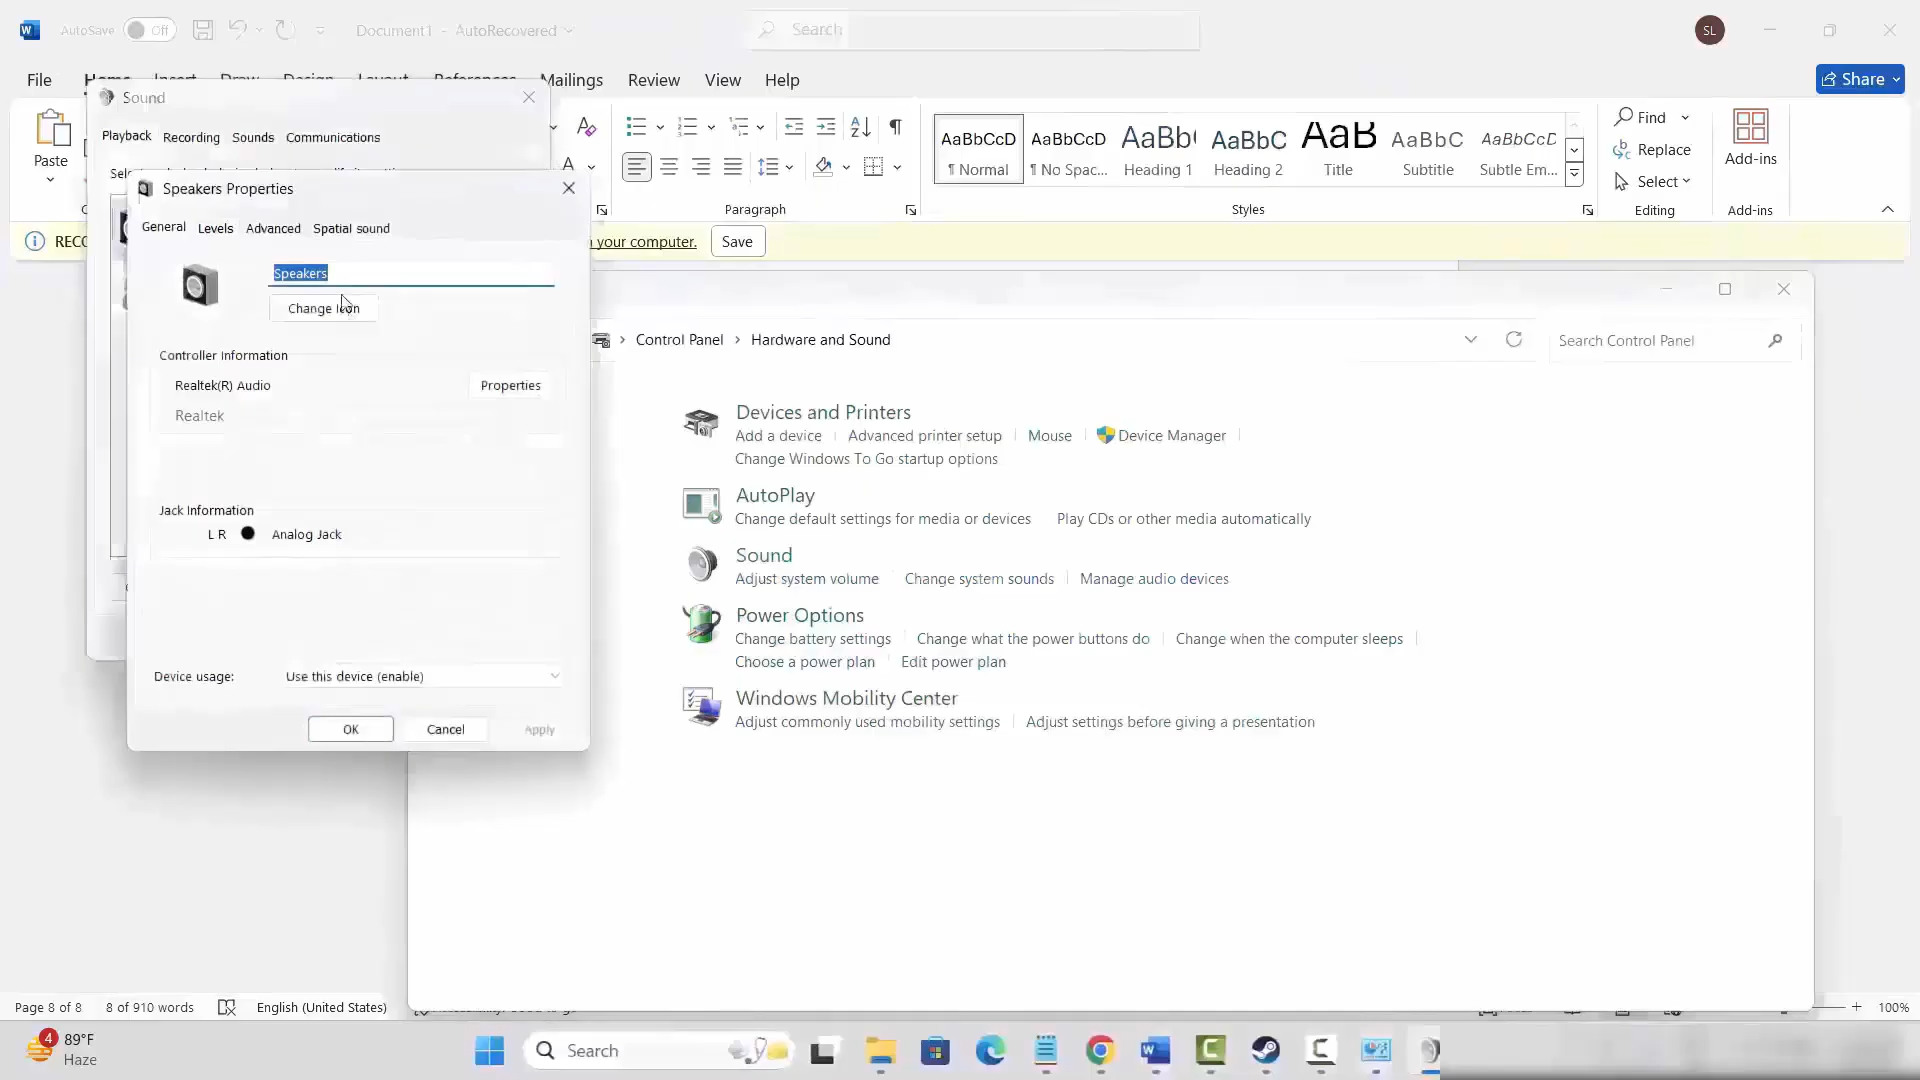 AutoSave Off Document1 - AutoRecovered Search SL
File Home Insert Draw Design Layout References Mailings Review View Help Share
Paste
AaBbCcD AaBbCcD AaBb( AaBbC AaB AaBbC AaBbCcD
¶ Normal ¶ No Spac... Heading 1 Heading 2 Title Subtitle Subtle Em...
Find
Replace
Select
Add-ins
Paragraph Styles Editing Add-ins
RECO your computer. Save
Sound
Playback Recording Sounds Communications
Speakers Properties
General Levels Advanced Spatial sound
Speakers
Change Icon
Controller Information
Realtek(R) Audio Properties
Realtek
Jack Information
L R Analog Jack
Device usage: Use this device (enable)
OK Cancel Apply
Control Panel > Hardware and Sound Search Control Panel
Devices and Printers
Add a device Advanced printer setup Mouse Device Manager
Change Windows To Go startup options
AutoPlay
Change default settings for media or devices Play CDs or other media automatically
Sound
Adjust system volume Change system sounds Manage audio devices
Power Options
Change battery settings Change what the power buttons do Change when the computer sleeps
Choose a power plan Edit power plan
Windows Mobility Center
Adjust commonly used mobility settings Adjust settings before giving a presentation
Page 8 of 8 8 of 910 words English (United States) 100%
4 89°F
Haze
Search